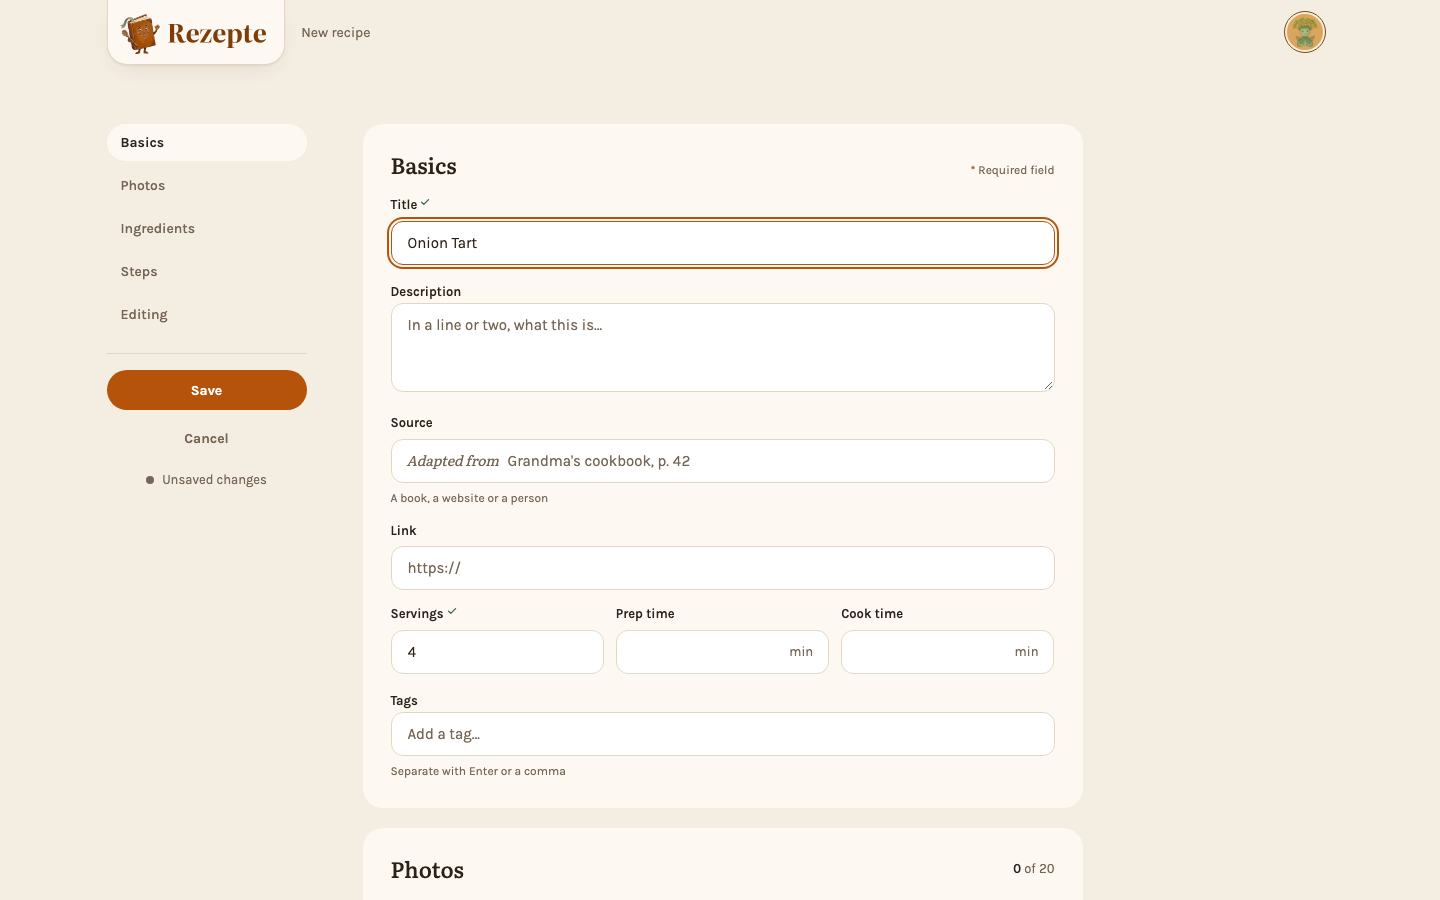 Rezepte
New recipe
Basics
Photos
Ingredients
Steps
Editing
Save
Cancel
Unsaved changes
Basics
* Required field
Title
Onion Tart
Description
In a line or two, what this is…
Source
Adapted from Grandma's cookbook, p. 42
A book, a website or a person
Link
https://
Servings
Prep time
Cook time
4
min
min
Tags
Add a tag…
Separate with Enter or a comma
Photos
0 of 20